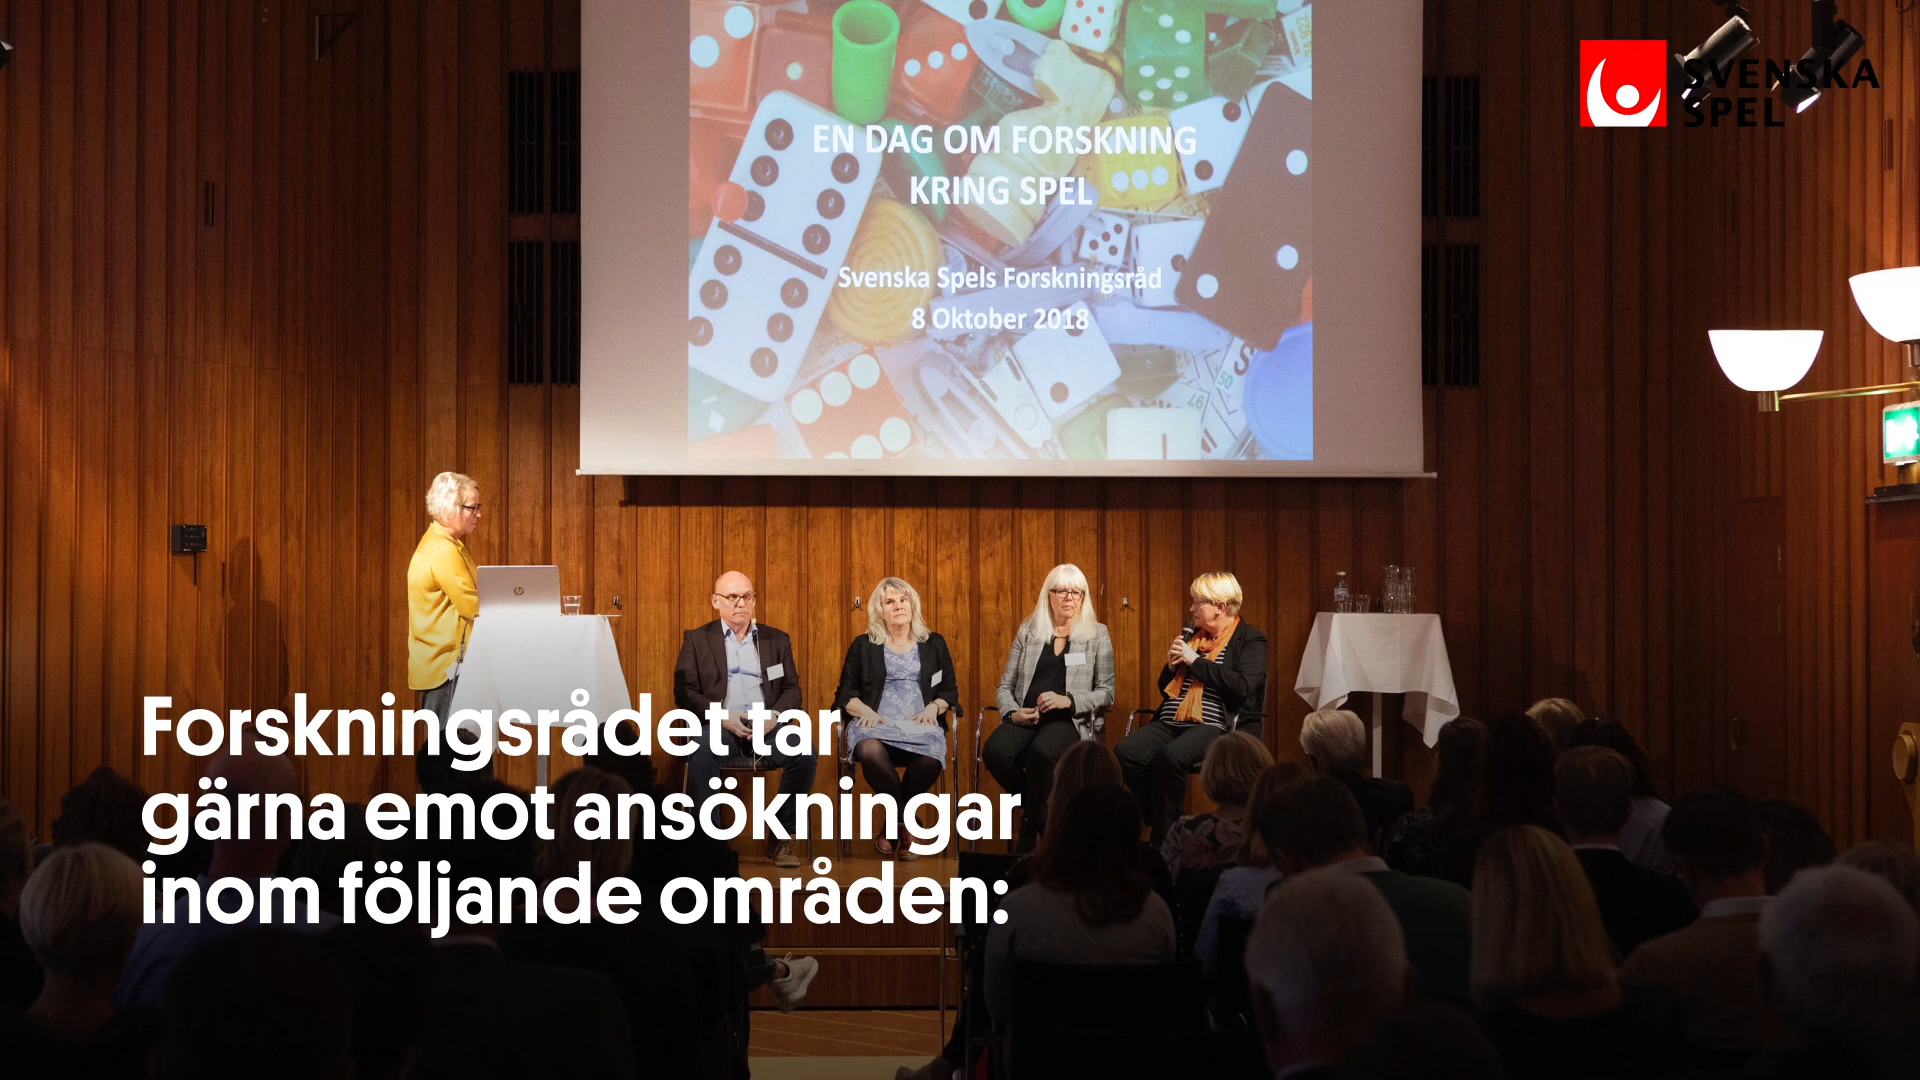 SVENSKA
SPEL
EN DAG OM FORSKNING
KRING SPEL
Svenska Spels Forskningsråd
8 Oktober 2018
Forskningsrådet tar
gärna emot ansökningar
inom följande områden: